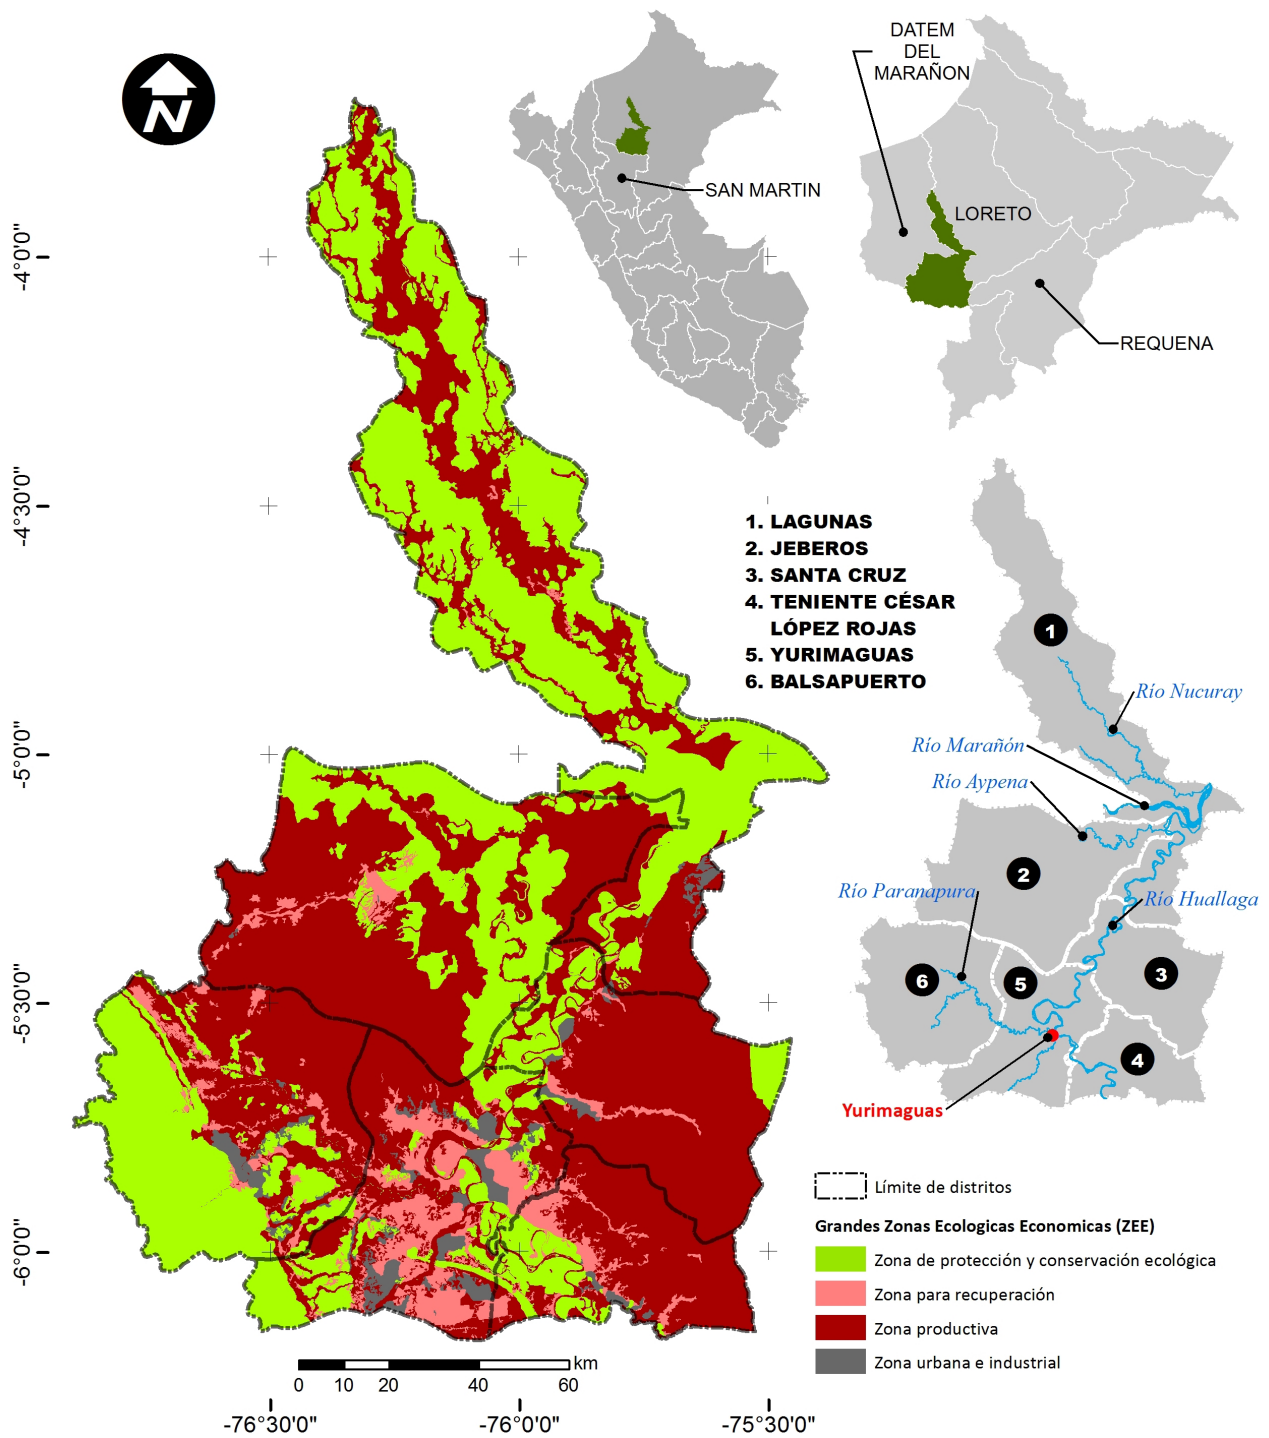 N
DATEM
DEL
MARAÑON
SAN MARTIN
LORETO
REQUENA
-4°0'0"
-4°30'0"
-5°0'0"
-5°30'0"
-6°0'0"
1. LAGUNAS
2. JEBEROS
3. SANTA CRUZ
4. TENIENTE CÉSAR
LÓPEZ ROJAS
5. YURIMAGUAS
6. BALSAPUERTO
1
Río Nucuray
Río Marañón
Río Aypena
2
Río Paranapura
Río Huallaga
3
6
5
4
Yurimaguas
Límite de distritos
Grandes Zonas Ecologicas Economicas (ZEE)
Zona de protección y conservación ecológica
Zona para recuperación
Zona productiva
Zona urbana e industrial
km
0 10 20 40 60
-76°30'0" -76°0'0" -75°30'0"